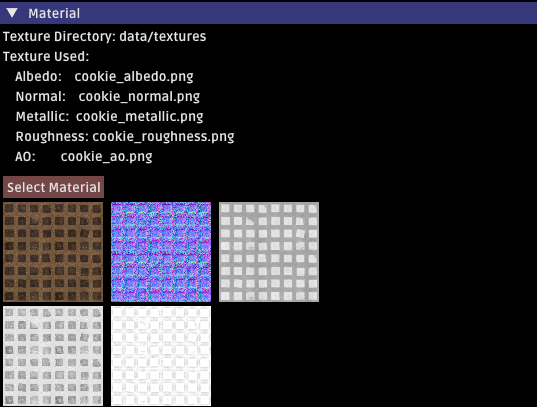 Material
Texture Directory: data/textures
Texture Used:
Albedo: cookie_albedo.png
Normal: cookie_normal.png
Metallic: cookie_metallic.png
Roughness: cookie_roughness.png
AO: cookie_ao.png
Select Material